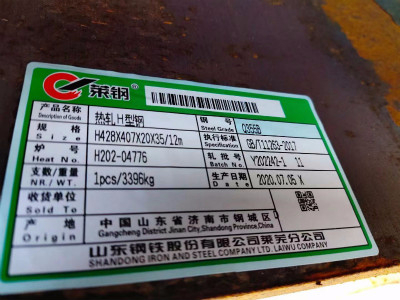 莱钢®
产品名称 热轧H型钢 钢号 Q355B
Description of Goods Steel Grade
规格 H428X407X20X35/12m 执行标准 GB/T11263-2017
Size Specification
炉号 H202-04776 轧批号 Y202242-1 11
Heat No. Batch No
支数/重量 1pcs/3396kg 生产日期 2020.07.05 X
NR./WT. Date
收货单位
Sold To
产地 中国山东省济南市钢城区
Origin Gangcheng District Jinan City,Shandong Province,China
山东钢铁股份有限公司莱芜分公司
SHANDONG IRON AND STEEL COMPANY LTD. LAIWU COMPANY